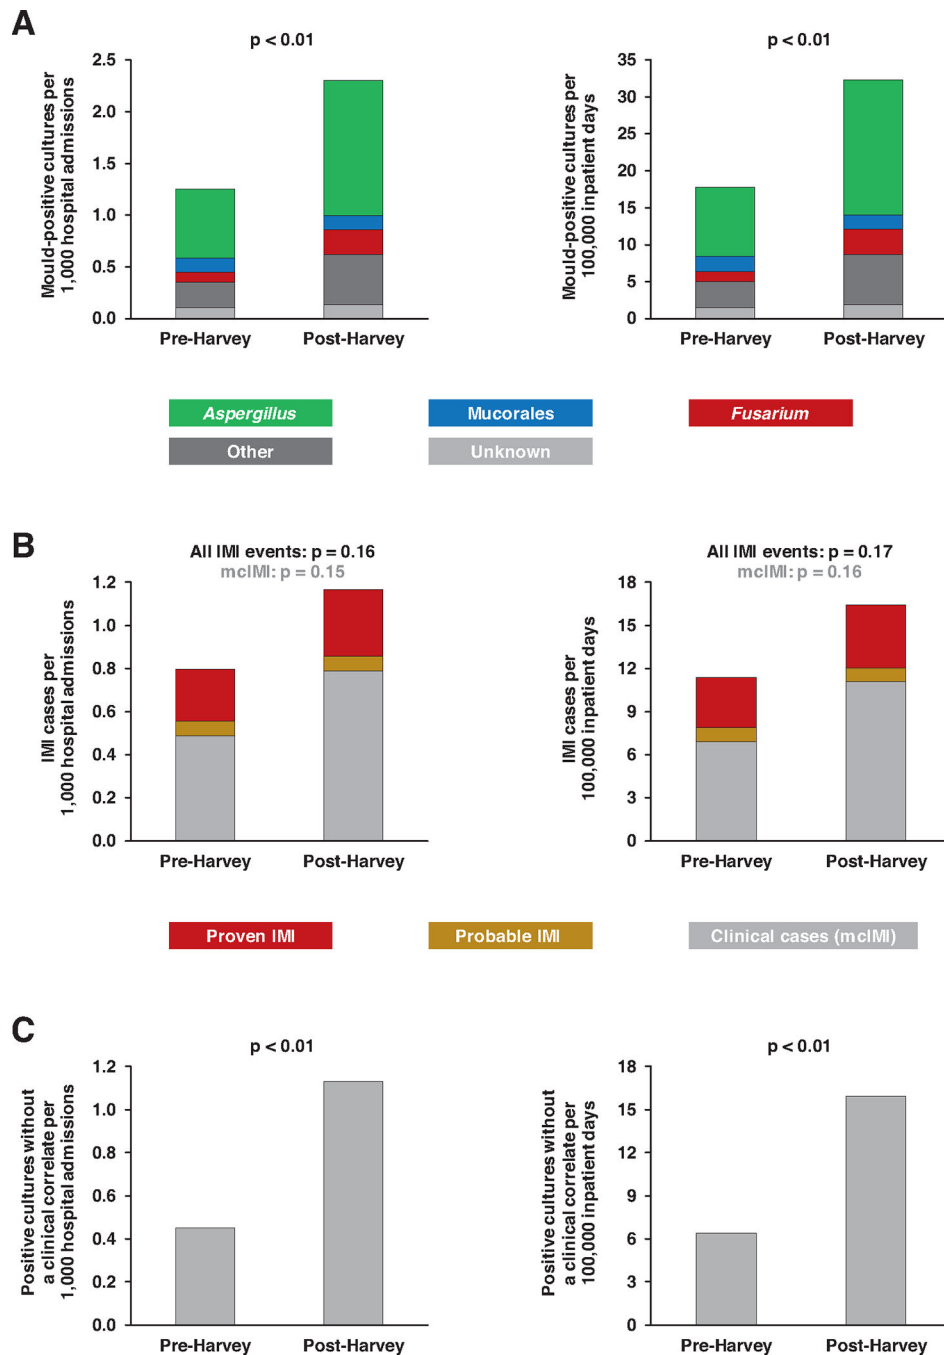 A
p < 0.01
Mould-positive cultures per
1,000 hospital admissions
2.5
2.0
1.5
1.0
0.5
0.0
Pre-Harvey
Post-Harvey
p < 0.01
Mould-positive cultures per
100,000 inpatient days
35
30
25
20
15
10
5
0
Pre-Harvey
Post-Harvey
Aspergillus
Mucorales
Fusarium
Other
Unknown
B
All IMI events: p = 0.16
mcIMI: p = 0.15
IMI cases per
1,000 hospital admissions
1.2
1.0
0.8
0.6
0.4
0.2
0.0
Pre-Harvey
Post-Harvey
All IMI events: p = 0.17
mcIMI: p = 0.16
IMI cases per
100,000 inpatient days
18
15
12
9
6
3
0
Pre-Harvey
Post-Harvey
Proven IMI
Probable IMI
Clinical cases (mcIMI)
C
p < 0.01
Positive cultures without
a clinical correlate per
1,000 hospital admissions
1.2
1.0
0.8
0.6
0.4
0.2
0.0
Pre-Harvey
Post-Harvey
p < 0.01
Positive cultures without
a clinical correlate per
100,000 inpatient days
18
15
12
9
6
3
0
Pre-Harvey
Post-Harvey